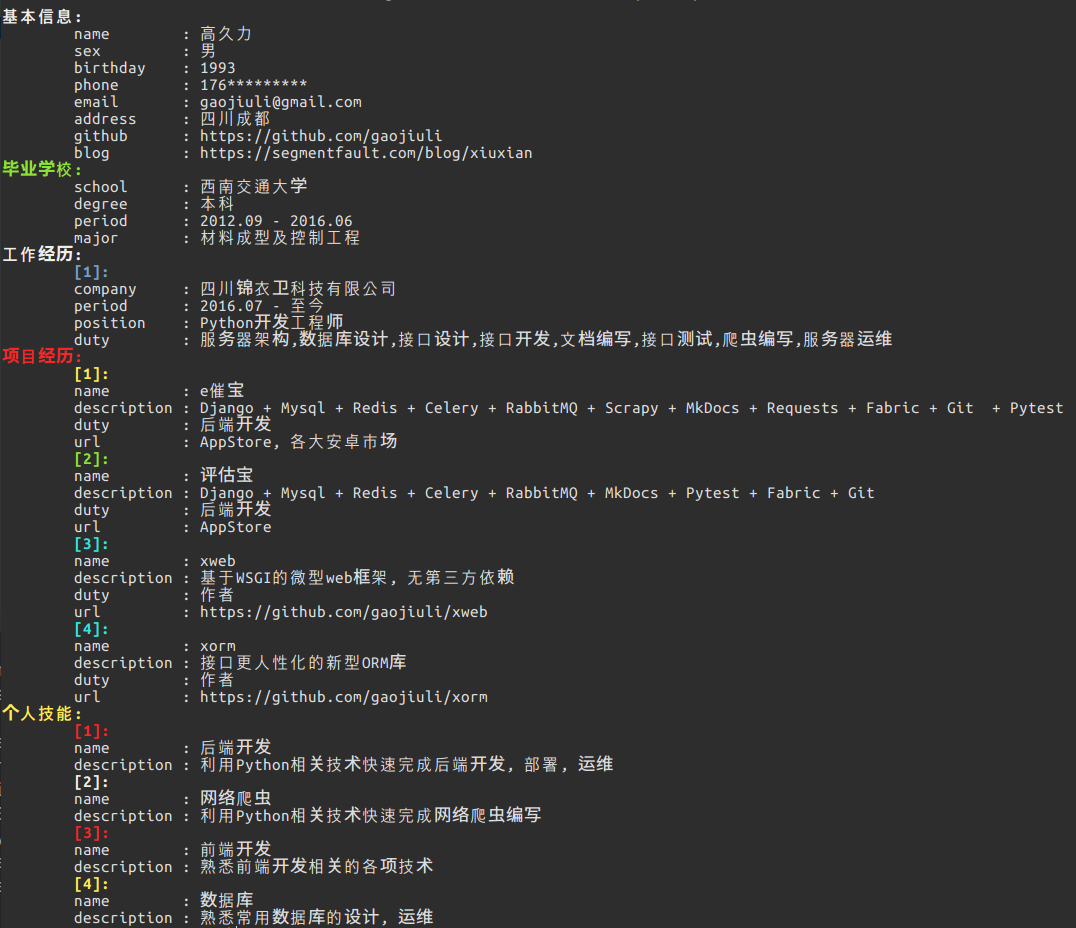 基本信息:
name : 高久力
sex : 男
birthday : 1993
phone : 176*********
email : gaojiuli@gmail.com
address : 四川成都
github : https://github.com/gaojiuli
blog : https://segmentfault.com/blog/xiuxian
毕业学校:
school : 西南交通大学
degree : 本科
period : 2012.09 - 2016.06
major : 材料成型及控制工程
工作经历:
[1]:
company : 四川锦衣卫科技有限公司
period : 2016.07 - 至今
position : Python开发工程师
duty : 服务器架构,数据库设计,接口设计,接口开发,文档编写,接口测试,爬虫编写,服务器运维
项目经历:
[1]:
name : e催宝
description : Django + Mysql + Redis + Celery + RabbitMQ + Scrapy + MkDocs + Requests + Fabric + Git  + Pytest
duty : 后端开发
url : AppStore, 各大安卓市场
[2]:
name : 评估宝
description : Django + Mysql + Redis + Celery + RabbitMQ + MkDocs + Pytest + Fabric + Git
duty : 后端开发
url : AppStore
[3]:
name : xweb
description : 基于WSGI的微型web框架, 无第三方依赖
duty : 作者
url : https://github.com/gaojiuli/xweb
[4]:
name : xorm
description : 接口更人性化的新型ORM库
duty : 作者
url : https://github.com/gaojiuli/xorm
个人技能:
[1]:
name : 后端开发
description : 利用Python相关技术快速完成后端开发, 部署, 运维
[2]:
name : 网络爬虫
description : 利用Python相关技术快速完成网络爬虫编写
[3]:
name : 前端开发
description : 熟悉前端开发相关的各项技术
[4]:
name : 数据库
description : 熟悉常用数据库的设计, 运维